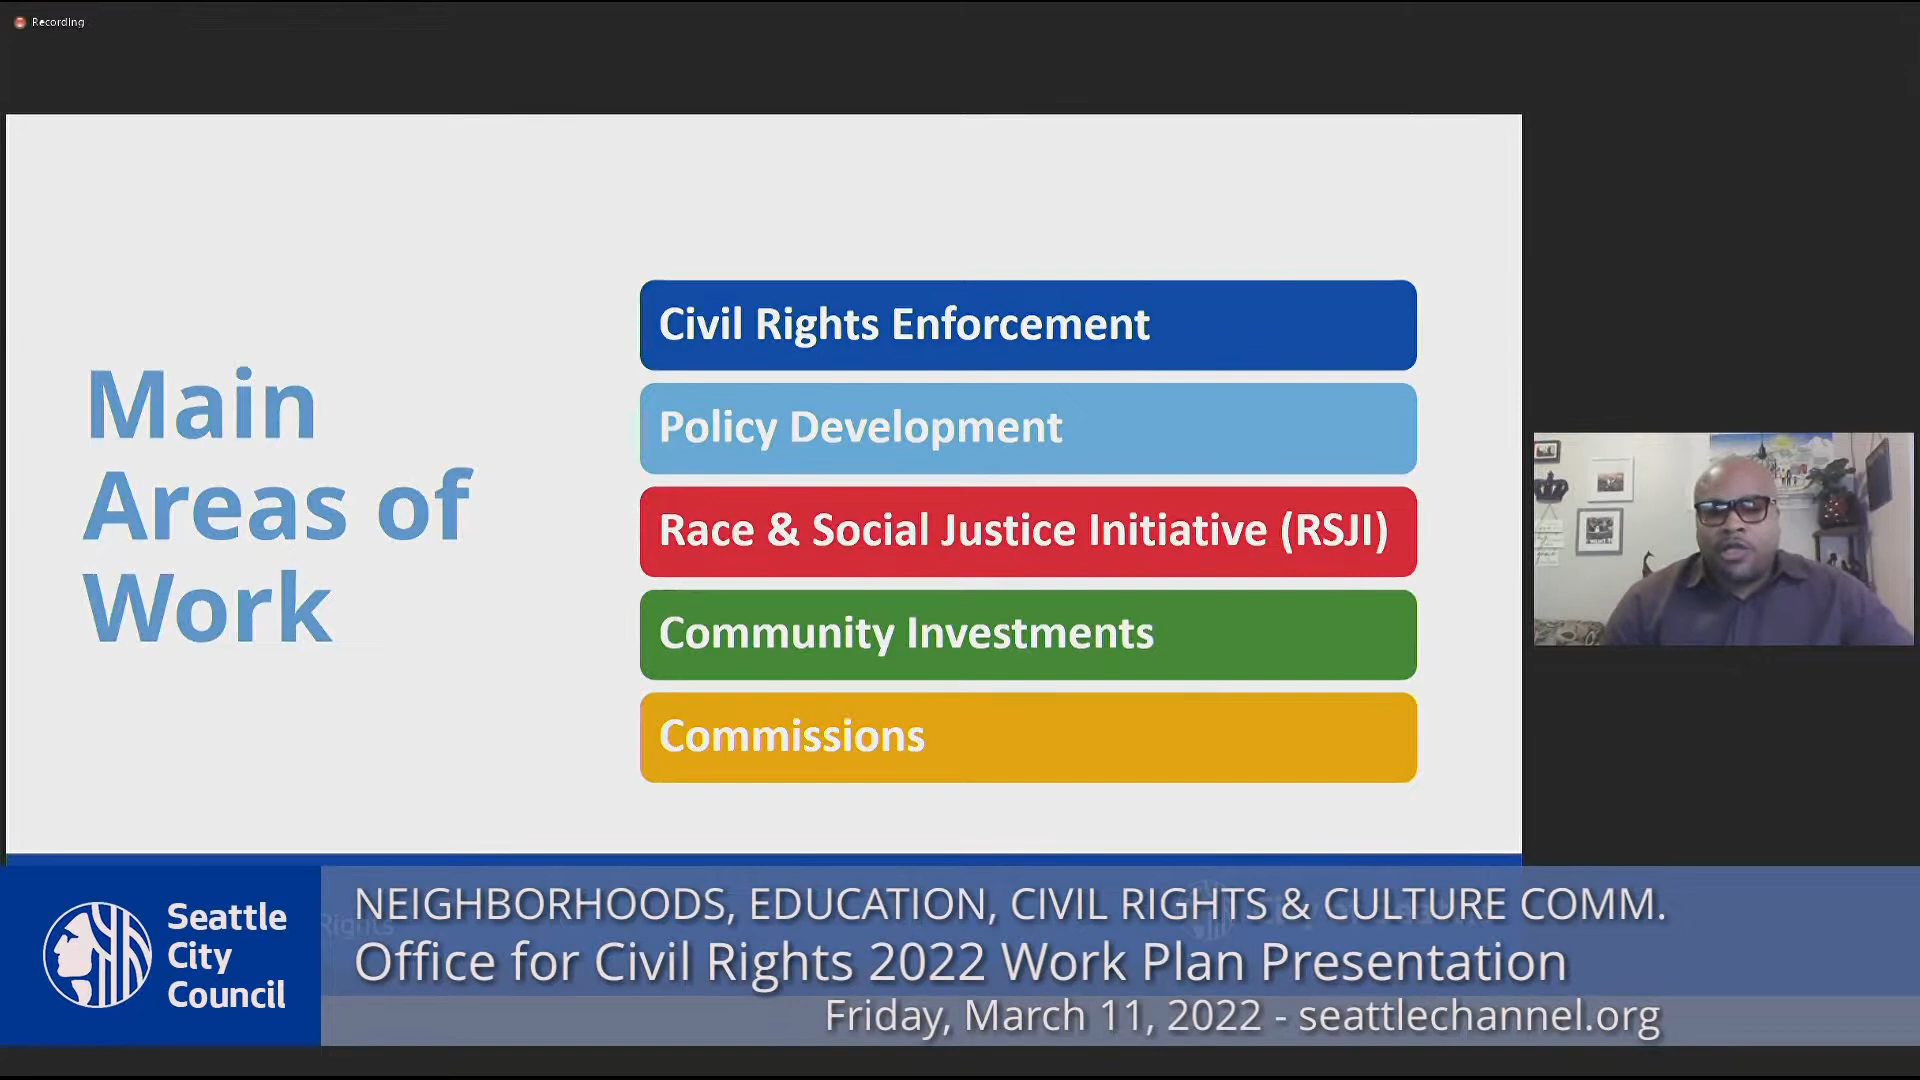 Recording
Main
Areas of
Work
Civil Rights Enforcement
Policy Development
Race & Social Justice Initiative (RSJI)
Community Investments
Commissions
Seattle
City
Council
Rights
NEIGHBORHOODS, EDUCATION, CIVIL RIGHTS & CULTURE COMM.
Office for Civil Rights 2022 Work Plan Presentation
Friday, March 11, 2022 - seattlechannel.org